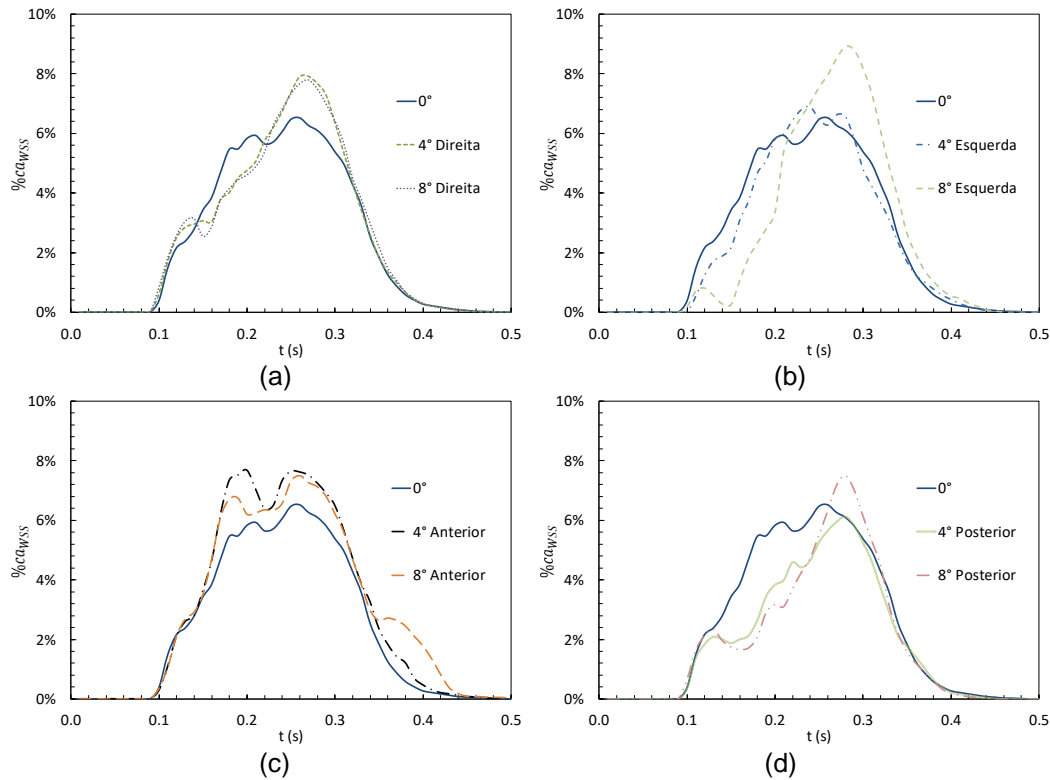 10%
8%
6%
4%
2%
0%
%ca_WSS
0°
4° Direita
8° Direita
0.0 0.1 0.2 0.3 0.4 0.5
t (s)
(a)
10%
8%
6%
4%
2%
0%
%ca_WSS
0°
4° Esquerda
8° Esquerda
0.0 0.1 0.2 0.3 0.4 0.5
t (s)
(b)
10%
8%
6%
4%
2%
0%
%ca_WSS
0°
4° Anterior
8° Anterior
0.0 0.1 0.2 0.3 0.4 0.5
t (s)
(c)
10%
8%
6%
4%
2%
0%
%ca_WSS
0°
4° Posterior
8° Posterior
0.0 0.1 0.2 0.3 0.4 0.5
t (s)
(d)